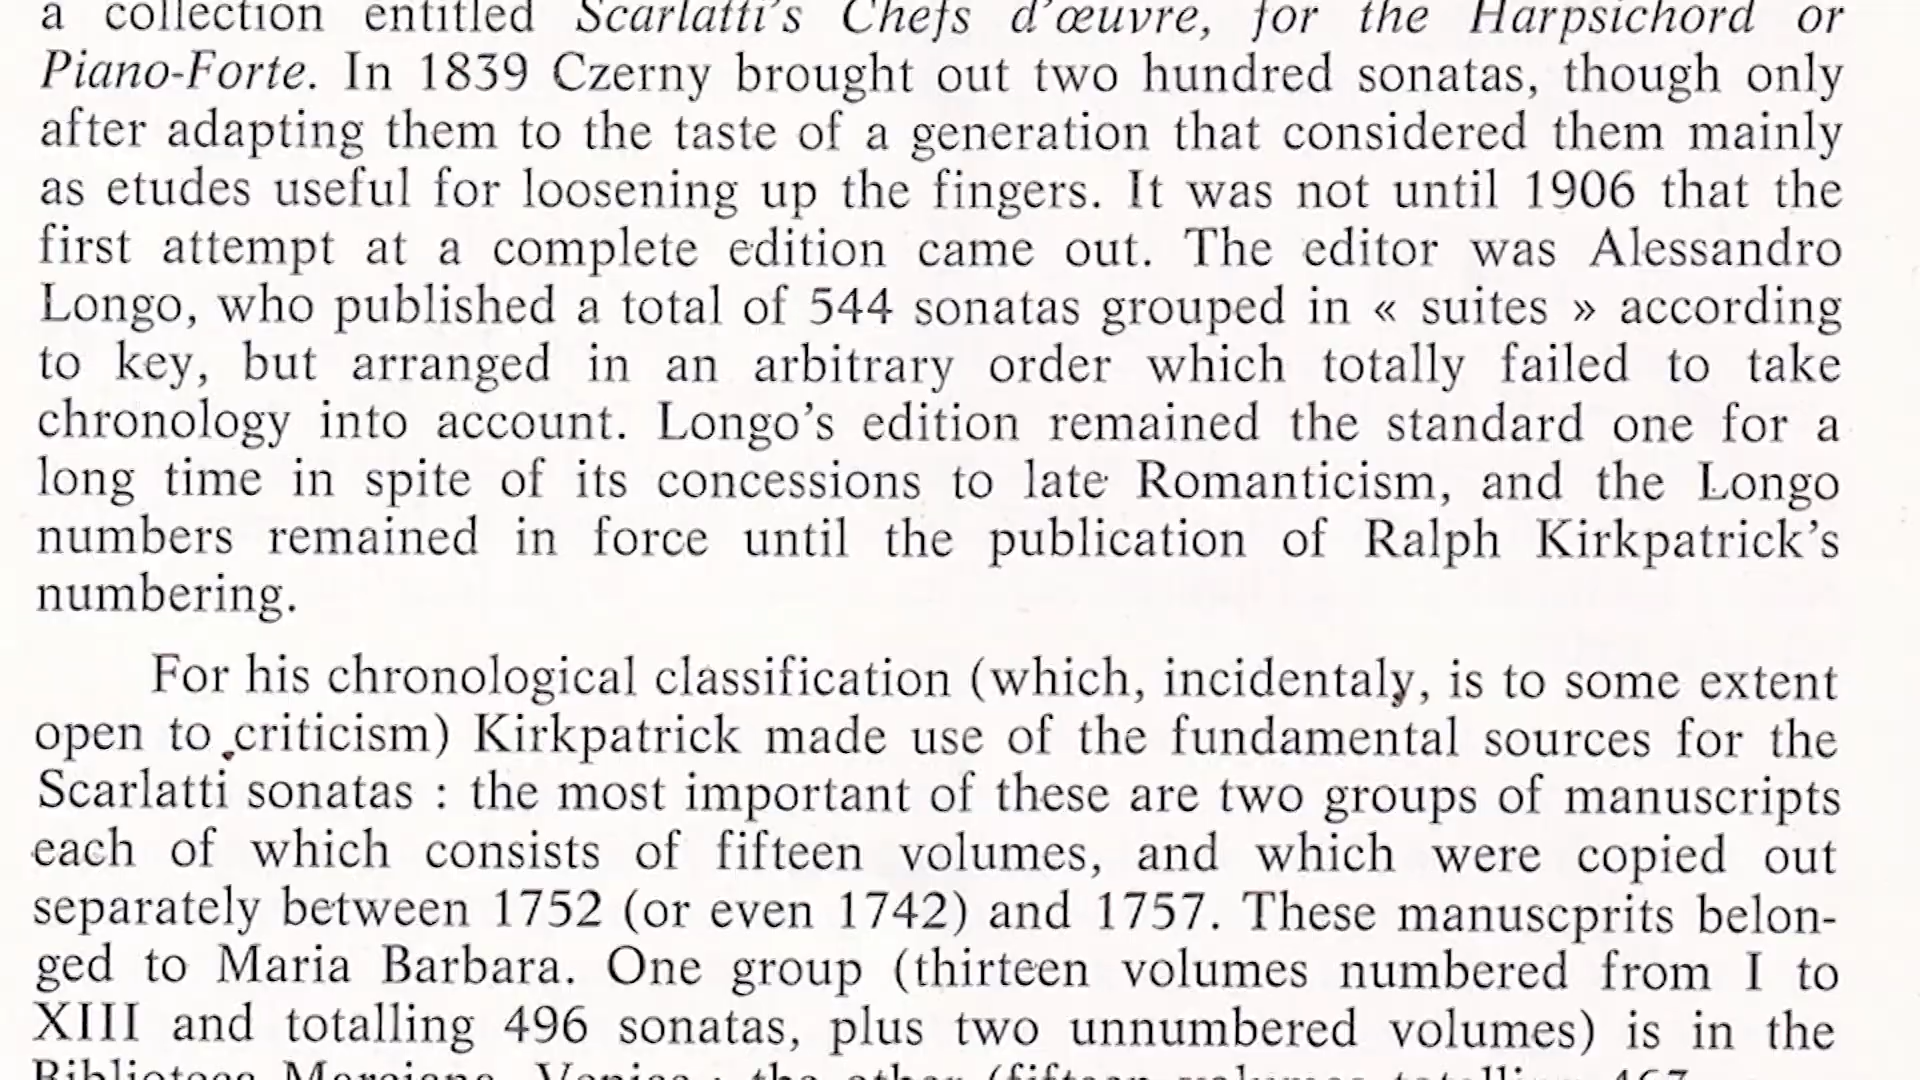 a collection entitled Scarlatti's Chefs d'œuvre, for the Harpsichord or
Piano-Forte. In 1839 Czerny brought out two hundred sonatas, though only
after adapting them to the taste of a generation that considered them mainly
as etudes useful for loosening up the fingers. It was not until 1906 that the
first attempt at a complete edition came out. The editor was Alessandro
Longo, who published a total of 544 sonatas grouped in « suites » according
to key, but arranged in an arbitrary order which totally failed to take
chronology into account. Longo's edition remained the standard one for a
long time in spite of its concessions to late Romanticism, and the Longo
numbers remained in force until the publication of Ralph Kirkpatrick's
numbering.
For his chronological classification (which, incidentaly, is to some extent
open to criticism) Kirkpatrick made use of the fundamental sources for the
Scarlatti sonatas : the most important of these are two groups of manuscripts
each of which consists of fifteen volumes, and which were copied out
separately between 1752 (or even 1742) and 1757. These manuscprits belon-
ged to Maria Barbara. One group (thirteen volumes numbered from I to
XIII and totalling 496 sonatas, plus two unnumbered volumes) is in the
Biblioteca Marciana, Venice ; the other (fifteen volumes totalling 467